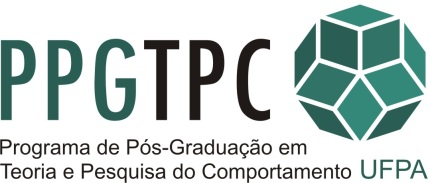 PPGTPC
Programa de Pós-Graduação em
Teoria e Pesquisa do Comportamento UFPA